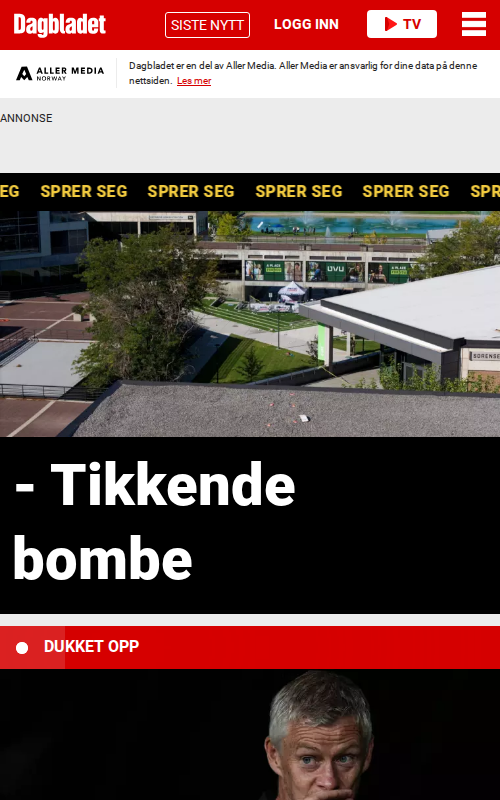 Dagbladet
SISTE NYTT
LOGG INN
TV
ALLER MEDIA
NORWAY
Dagbladet er en del av Aller Media. Aller Media er ansvarlig for dine data på denne
nettsiden. Les mer
ANNONSE
EG SPRER SEG SPRER SEG SPRER SEG SPRER SEG SPR
UVU
SORENSE
- Tikkende
bombe
DUKKET OPP